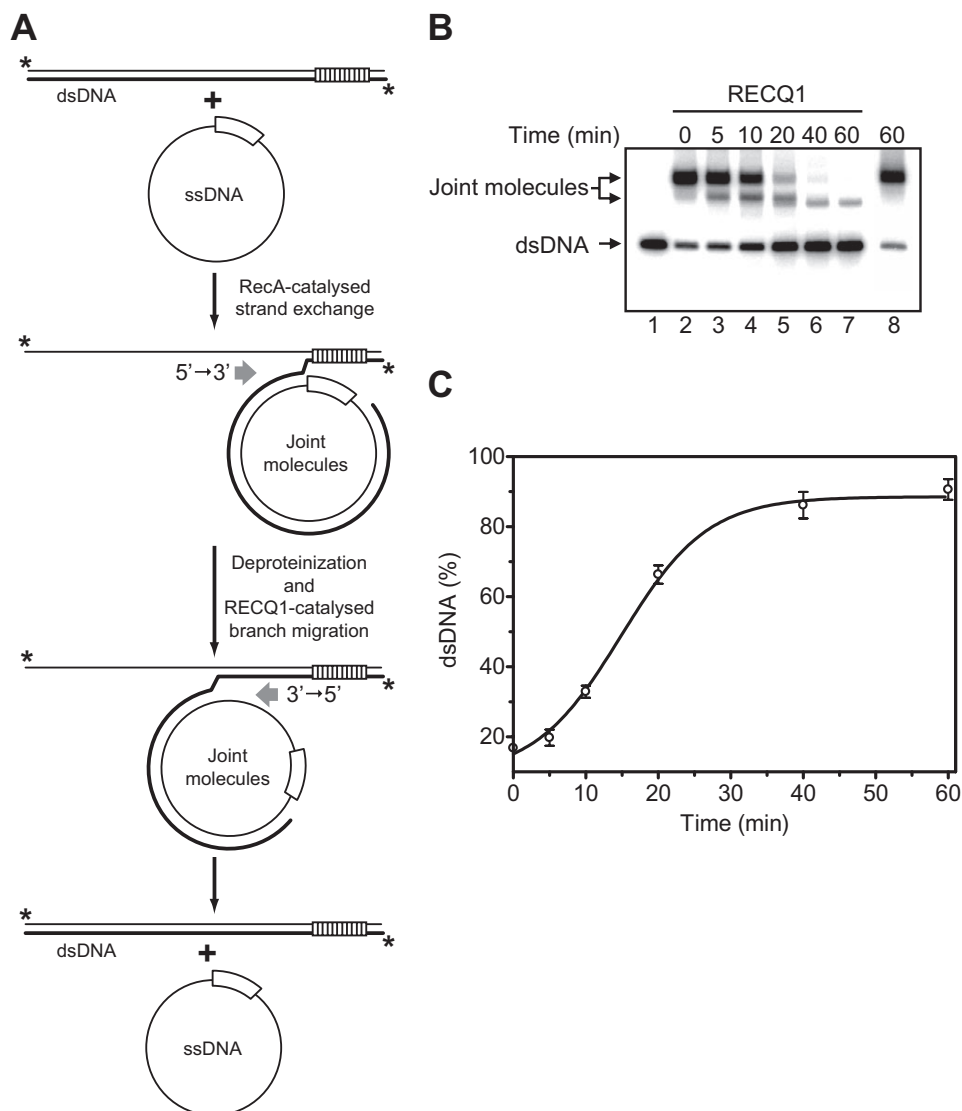 A
*
*
dsDNA
+
ssDNA
RecA-catalysed
strand exchange
*
*
5’→3’
Joint
molecules
Deproteinization
and
RECQ1-catalysed
branch migration
*
*
3’→5’
Joint
molecules
*
*
dsDNA
+
ssDNA
B
RECQ1
Time (min) 0 5 10 20 40 60 60
Joint molecules
dsDNA
1 2 3 4 5 6 7 8
C
100
80
60
40
20
dsDNA (%)
0 10 20 30 40 50 60
Time (min)